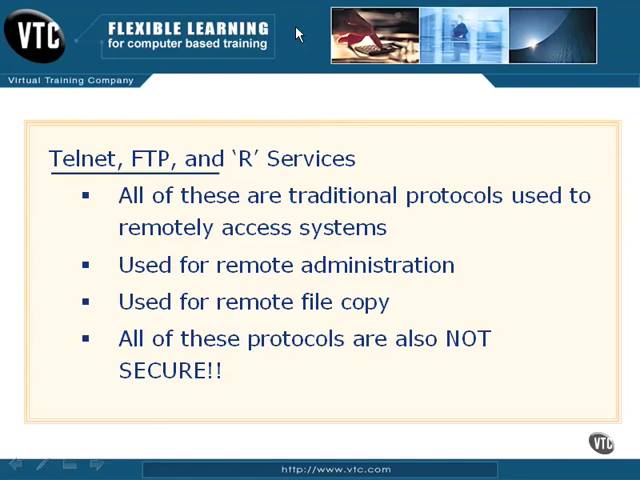 VTC
FLEXIBLE LEARNING
for computer based training
Virtual Training Company
Telnet, FTP, and ‘R’ Services
▪ All of these are traditional protocols used to
remotely access systems
▪ Used for remote administration
▪ Used for remote file copy
▪ All of these protocols are also NOT
SECURE!!
VTC
http://www.vtc.com